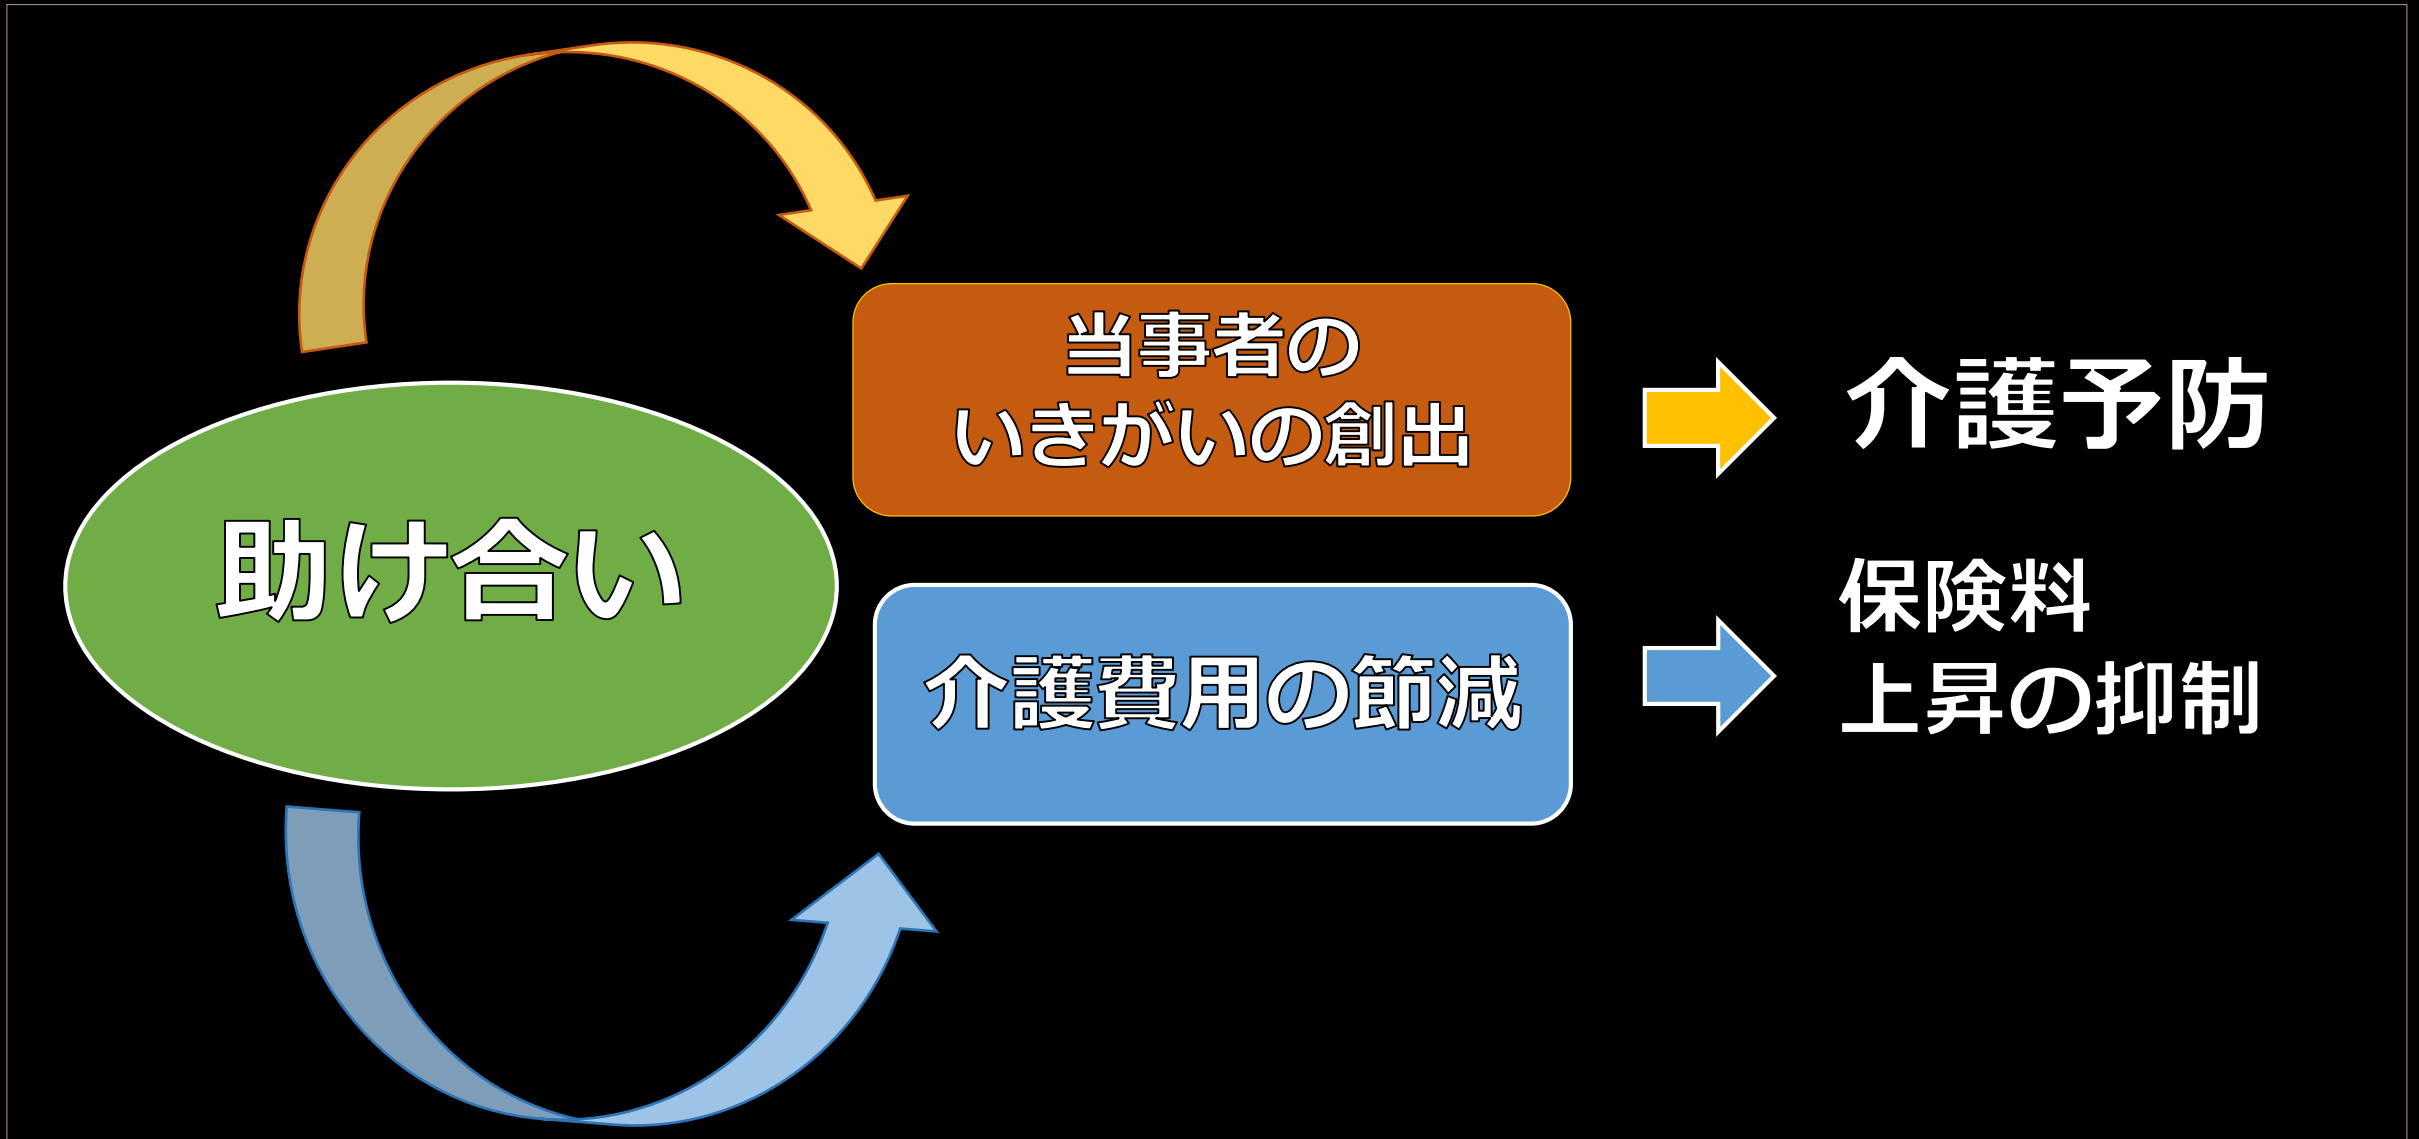 助け合い
当事者の
いきがいの創出
介護予防
介護費用の節減
保険料
上昇の抑制